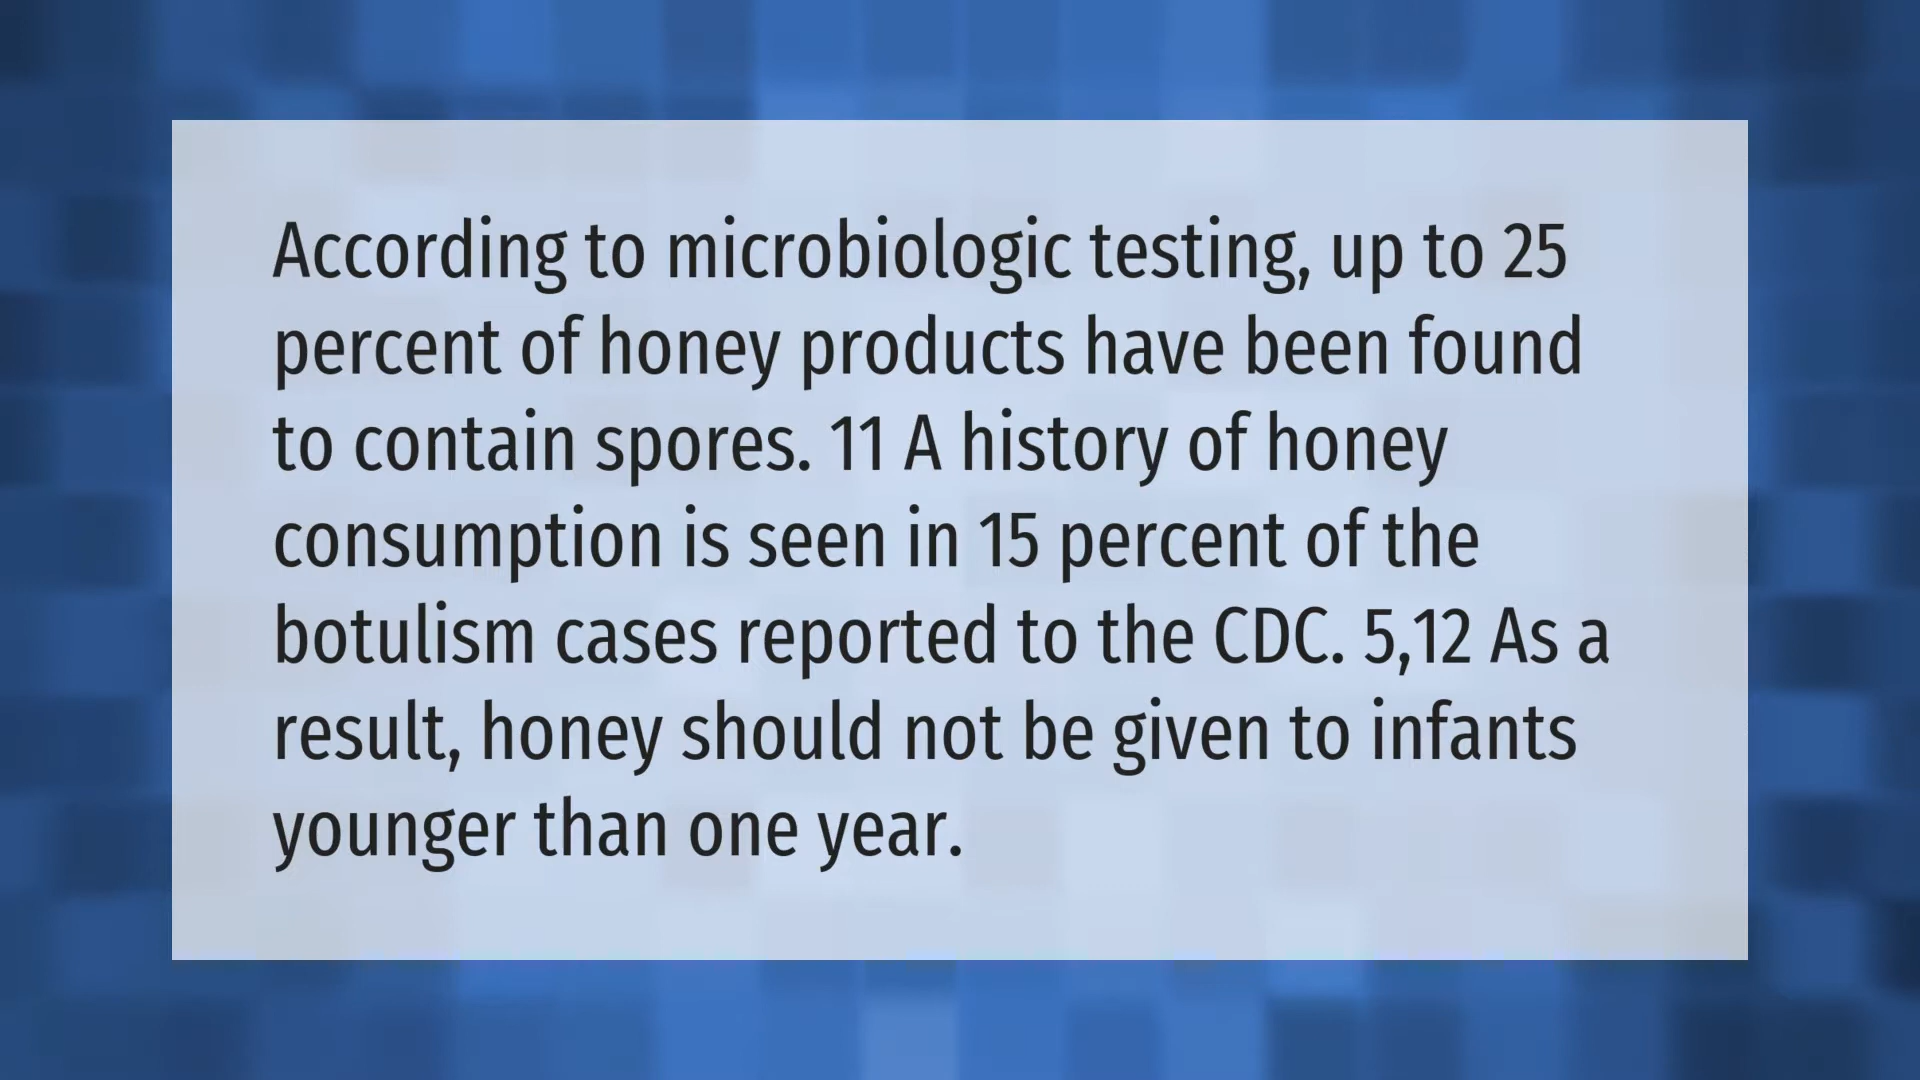 According to microbiologic testing, up to 25
percent of honey products have been found
to contain spores. 11 A history of honey
consumption is seen in 15 percent of the
botulism cases reported to the CDC. 5,12 As a
result, honey should not be given to infants
younger than one year.